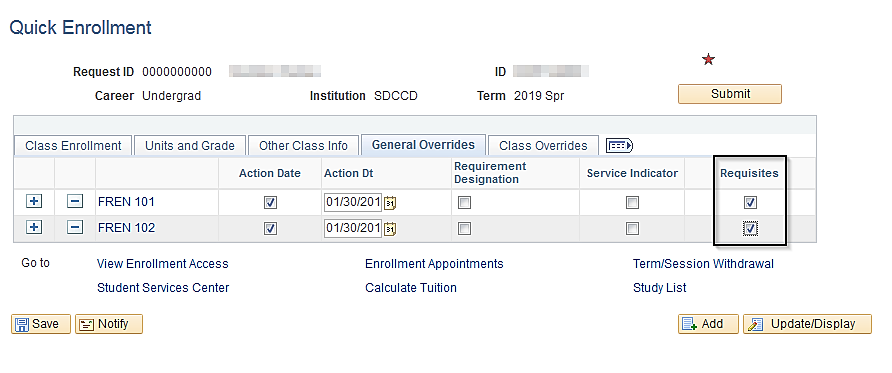 Quick Enrollment
Request ID 0000000000 ID
Career Undergrad Institution SDCCD Term 2019 Spr Submit
Class Enrollment Units and Grade Other Class Info General Overrides Class Overrides
Action Date Action Dt Requirement Designation Service Indicator Requisites
FREN 101 01/30/201 31
FREN 102 01/30/201 31
Go to View Enrollment Access Enrollment Appointments Term/Session Withdrawal
Student Services Center Calculate Tuition Study List
Save Notify Add Update/Display